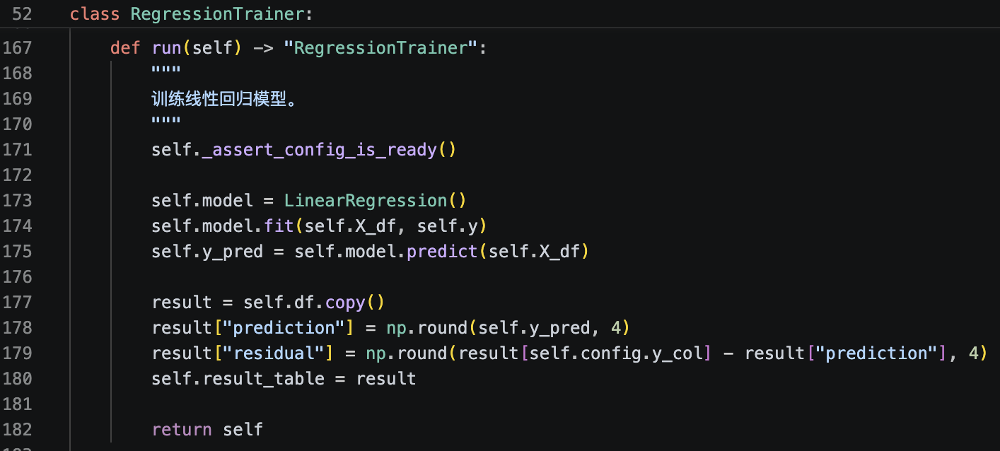 52 class RegressionTrainer:
167 def run(self) -> "RegressionTrainer":
168 """
169 训练线性回归模型。
170 """
171 self._assert_config_is_ready()
172
173 self.model = LinearRegression()
174 self.model.fit(self.X_df, self.y)
175 self.y_pred = self.model.predict(self.X_df)
176
177 result = self.df.copy()
178 result["prediction"] = np.round(self.y_pred, 4)
179 result["residual"] = np.round(result[self.config.y_col] - result["prediction"], 4)
180 self.result_table = result
181
182 return self